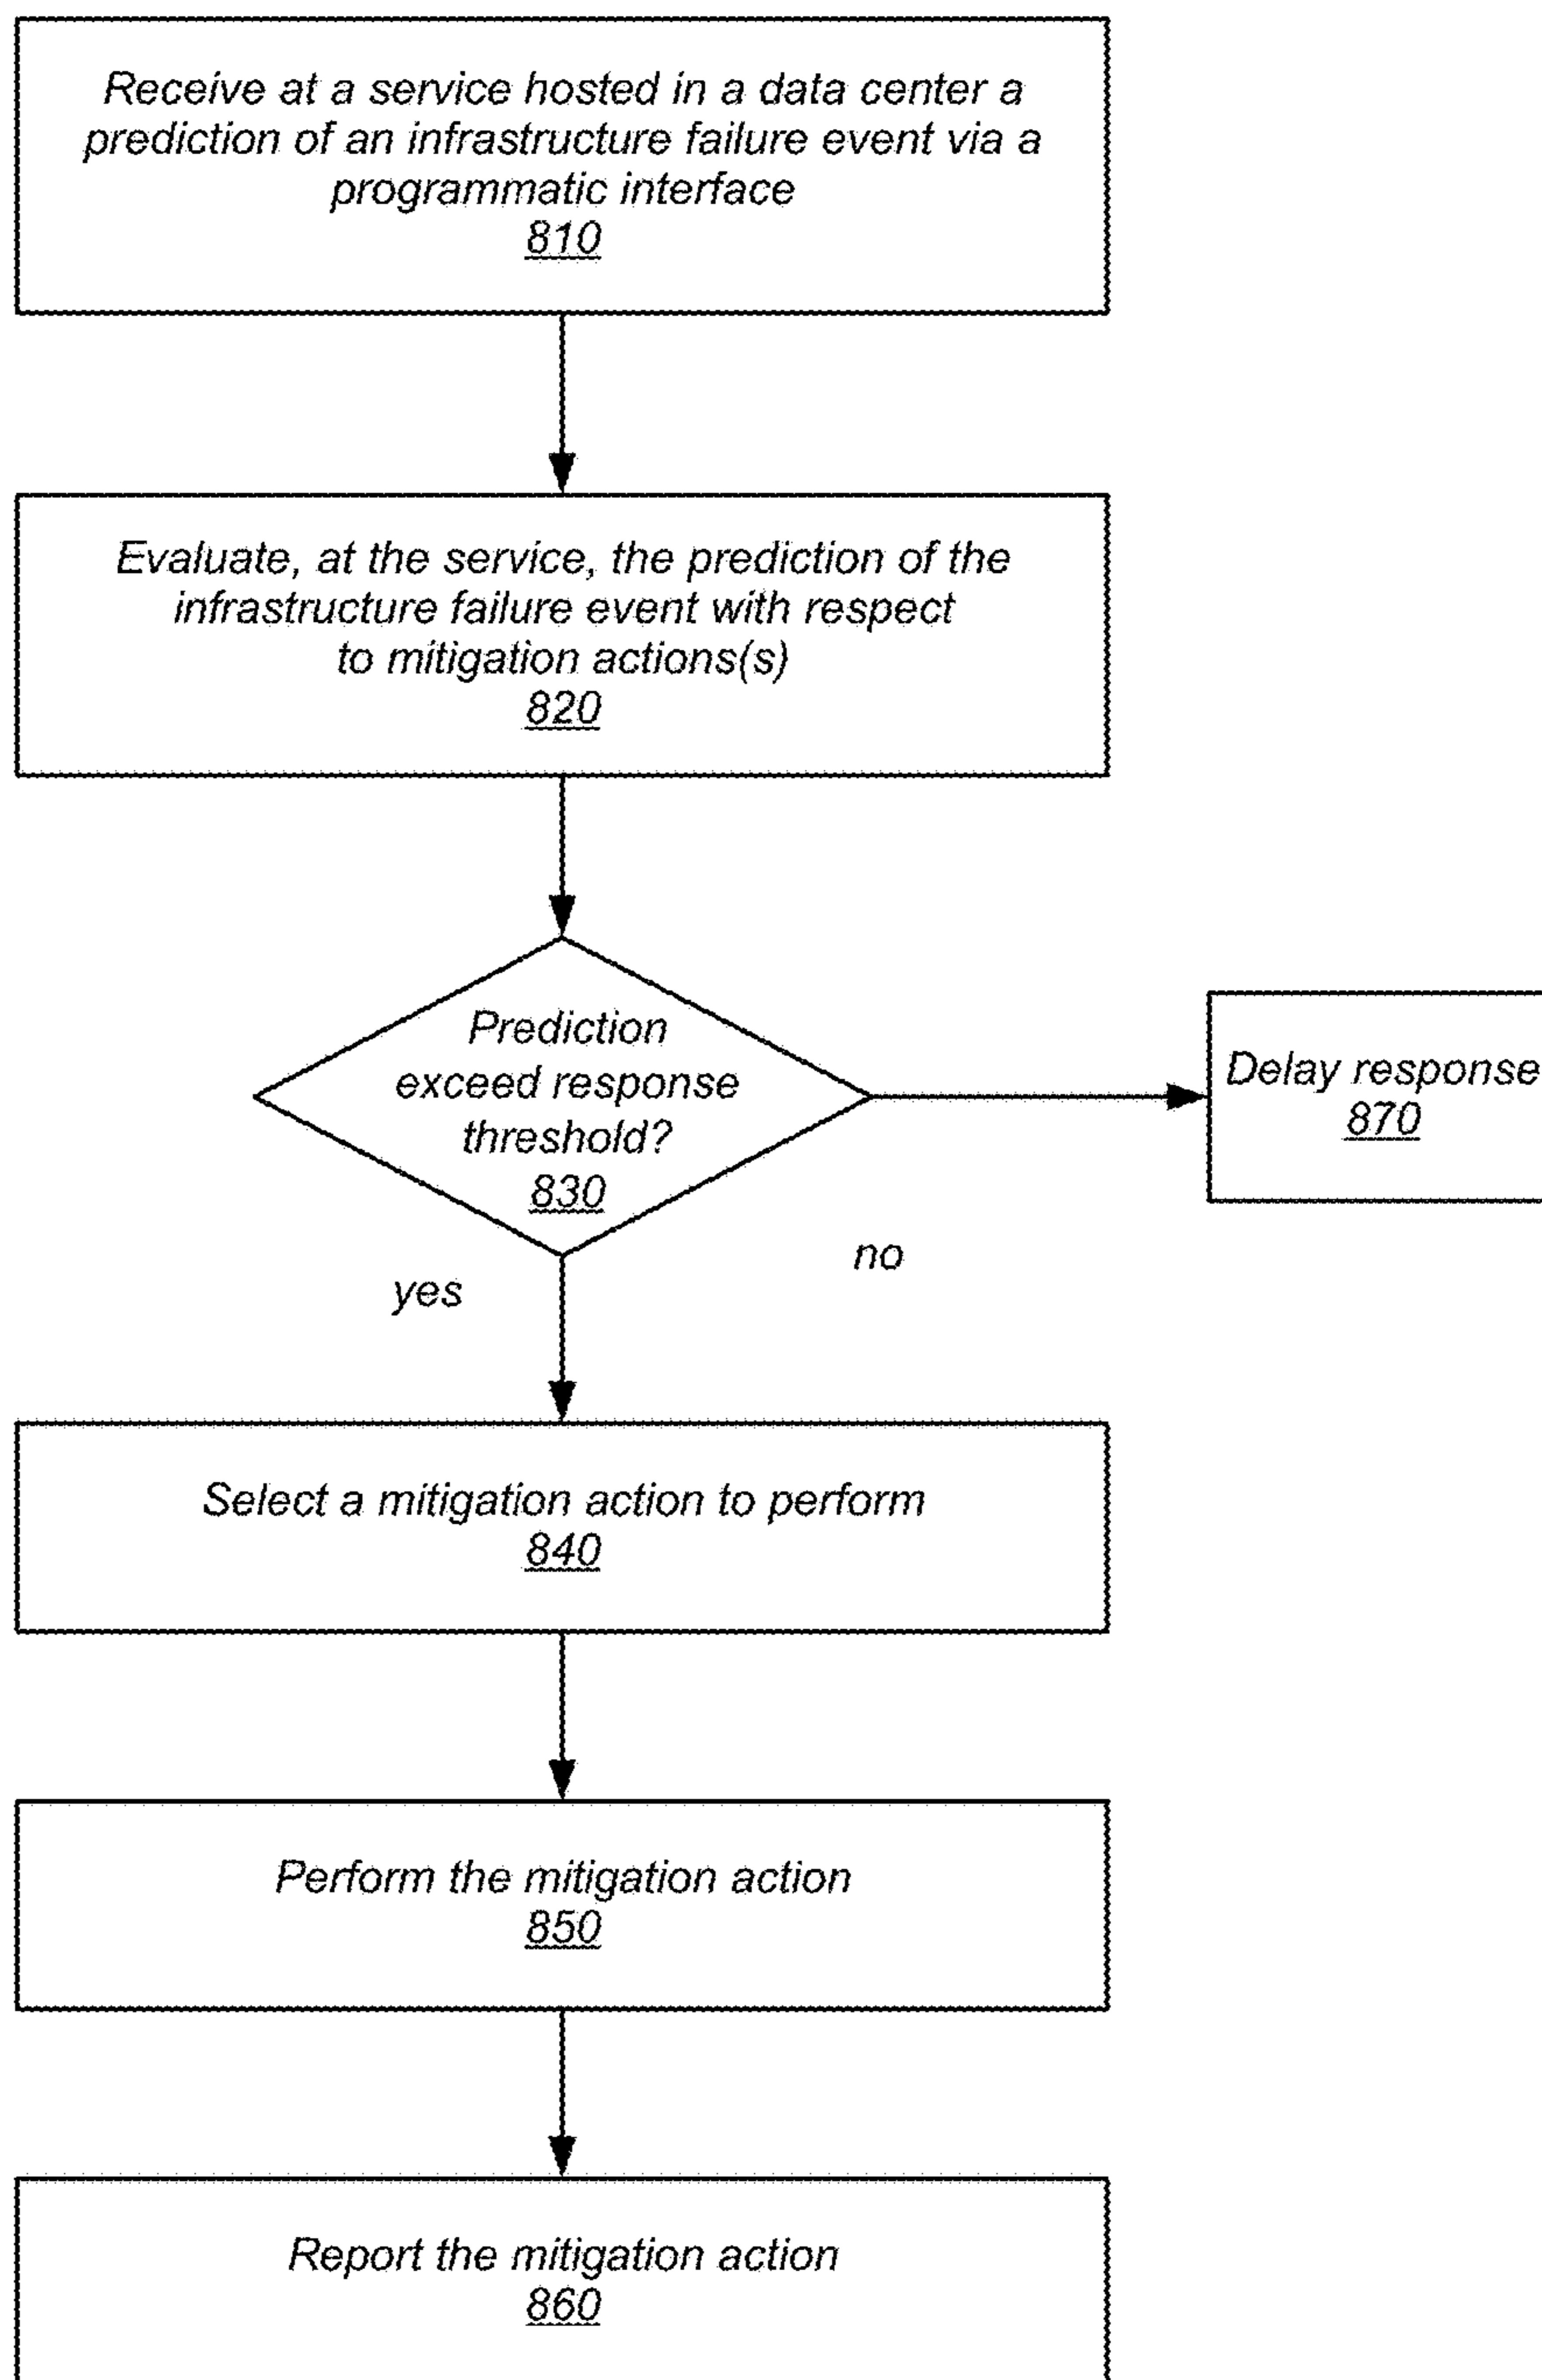 Receive at a service hosted in a data center a
prediction of an infrastructure failure event via a
programmatic interface
810
Evaluate, at the service, the prediction of the
infrastructure failure event with respect
to mitigation actions(s)
820
Prediction
exceed response
threshold?
830
Delay response
870
no
yes
Select a mitigation action to perform
840
Perform the mitigation action
850
Report the mitigation action
860